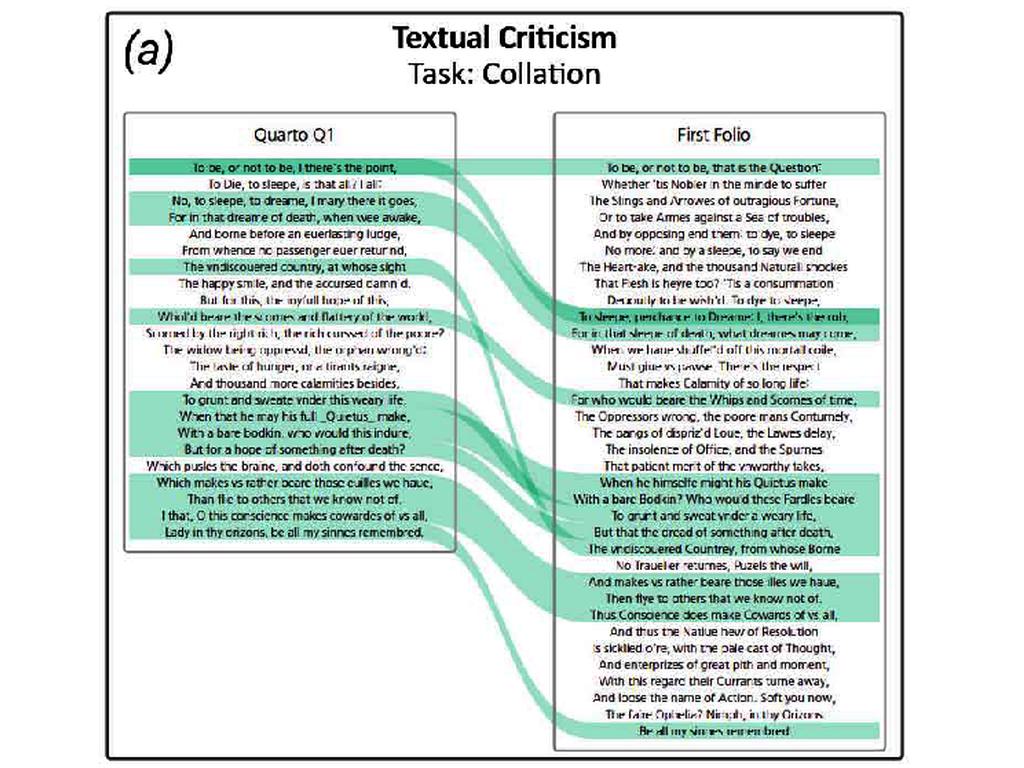 (a)
Textual Criticism
Task: Collation
Quarto Q1
To be, or not to be, I there's the point,
To Die, to sleepe, is that all? I all:
No, to sleepe, to dreame, I mary there it goes,
For in that dreame of death, when wee awake,
And borne before an euerlasting Iudge,
From whence no passenger euer retur'nd,
The vndiscouered country, at whose sight
The happy smile, and the accursed damn'd.
But for this, the ioyfull hope of this,
Whol'd beare the scornes and flattery of the world,
Scorned by the right rich, the rich curssed of the poore?
The widow being oppressd, the orphan wrong'd;
The taste of hunger, or a tirants raigne,
And thousand more calamities besides,
To grunt and sweate vnder this weary life,
When that he may his full _Quietus_ make,
With a bare bodkin, who would this indure,
But for a hope of something after death?
Which pusles the braine, and doth confound the sence,
Which makes vs rather beare those euilles we haue,
Than flie to others that we know not of.
I that, O this conscience makes cowardes of vs all,
Lady in thy orizons, be all my sinnes remembred.
First Folio
To be, or not to be, that is the Question:
Whether 'tis Nobler in the minde to suffer
The Slings and Arrowes of outragious Fortune,
Or to take Armes against a Sea of troubles,
And by opposing end them: to dye, to sleepe
No more; and by a sleepe, to say we end
The Heart-ake, and the thousand Naturall shockes
That Flesh is heyre too? 'Tis a consummation
Deuoutly to be wish'd. To dye to sleepe,
To sleepe, perchance to Dreame; I, there's the rub,
For in that sleepe of death, what dreames may come,
When we haue shuffel'd off this mortall coile,
Must giue vs pawse. There's the respect
That makes Calamity of so long life:
For who would beare the Whips and Scornes of time,
The Oppressors wrong, the poore mans Contumely,
The pangs of dispriz'd Loue, the Lawes delay,
The insolence of Office, and the Spurnes
That patient merit of the vnworthy takes,
When he himselfe might his Quietus make
With a bare Bodkin? Who would these Fardles beare
To grunt and sweat vnder a weary life,
But that the dread of something after death,
The vndiscouered Countrey, from whose Borne
No Traueller returnes, Puzels the will,
And makes vs rather beare those illes we haue,
Then flye to others that we know not of.
Thus Conscience does make Cowards of vs all,
And thus the Natiue hew of Resolution
Is sicklied o're, with the pale cast of Thought,
And enterprizes of great pith and moment,
With this regard their Currants turne away,
And loose the name of Action. Soft you now,
The faire Ophelia? Nimph, in thy Orizons
Be all my sinnes remembred